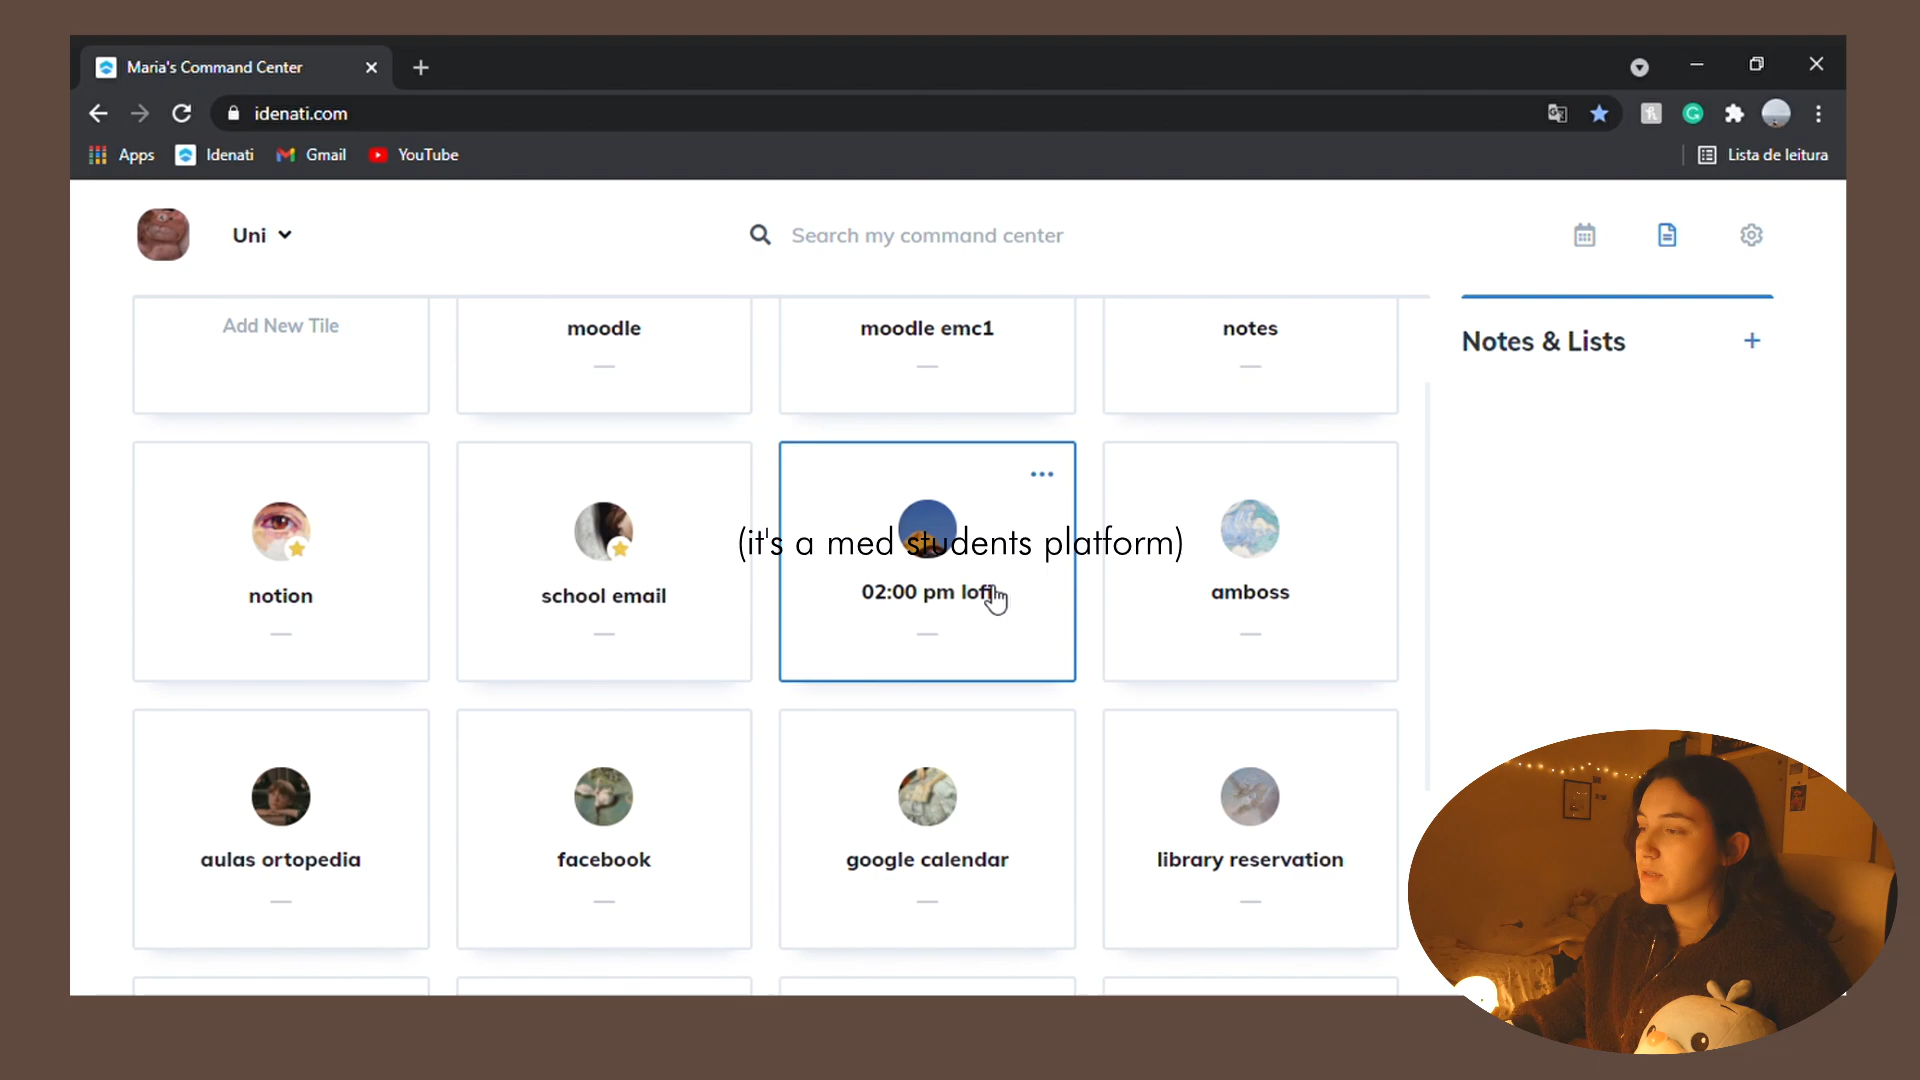 Maria's Command Center
idenati.com
Apps
Idenati
Gmail
YouTube
Lista de leitura
Uni
Search my command center
Add New Tile
moodle
moodle emc1
notes
Notes & Lists
(it's a med students platform)
notion
school email
02:00 pm lofi
amboss
aulas ortopedia
facebook
google calendar
library reservation